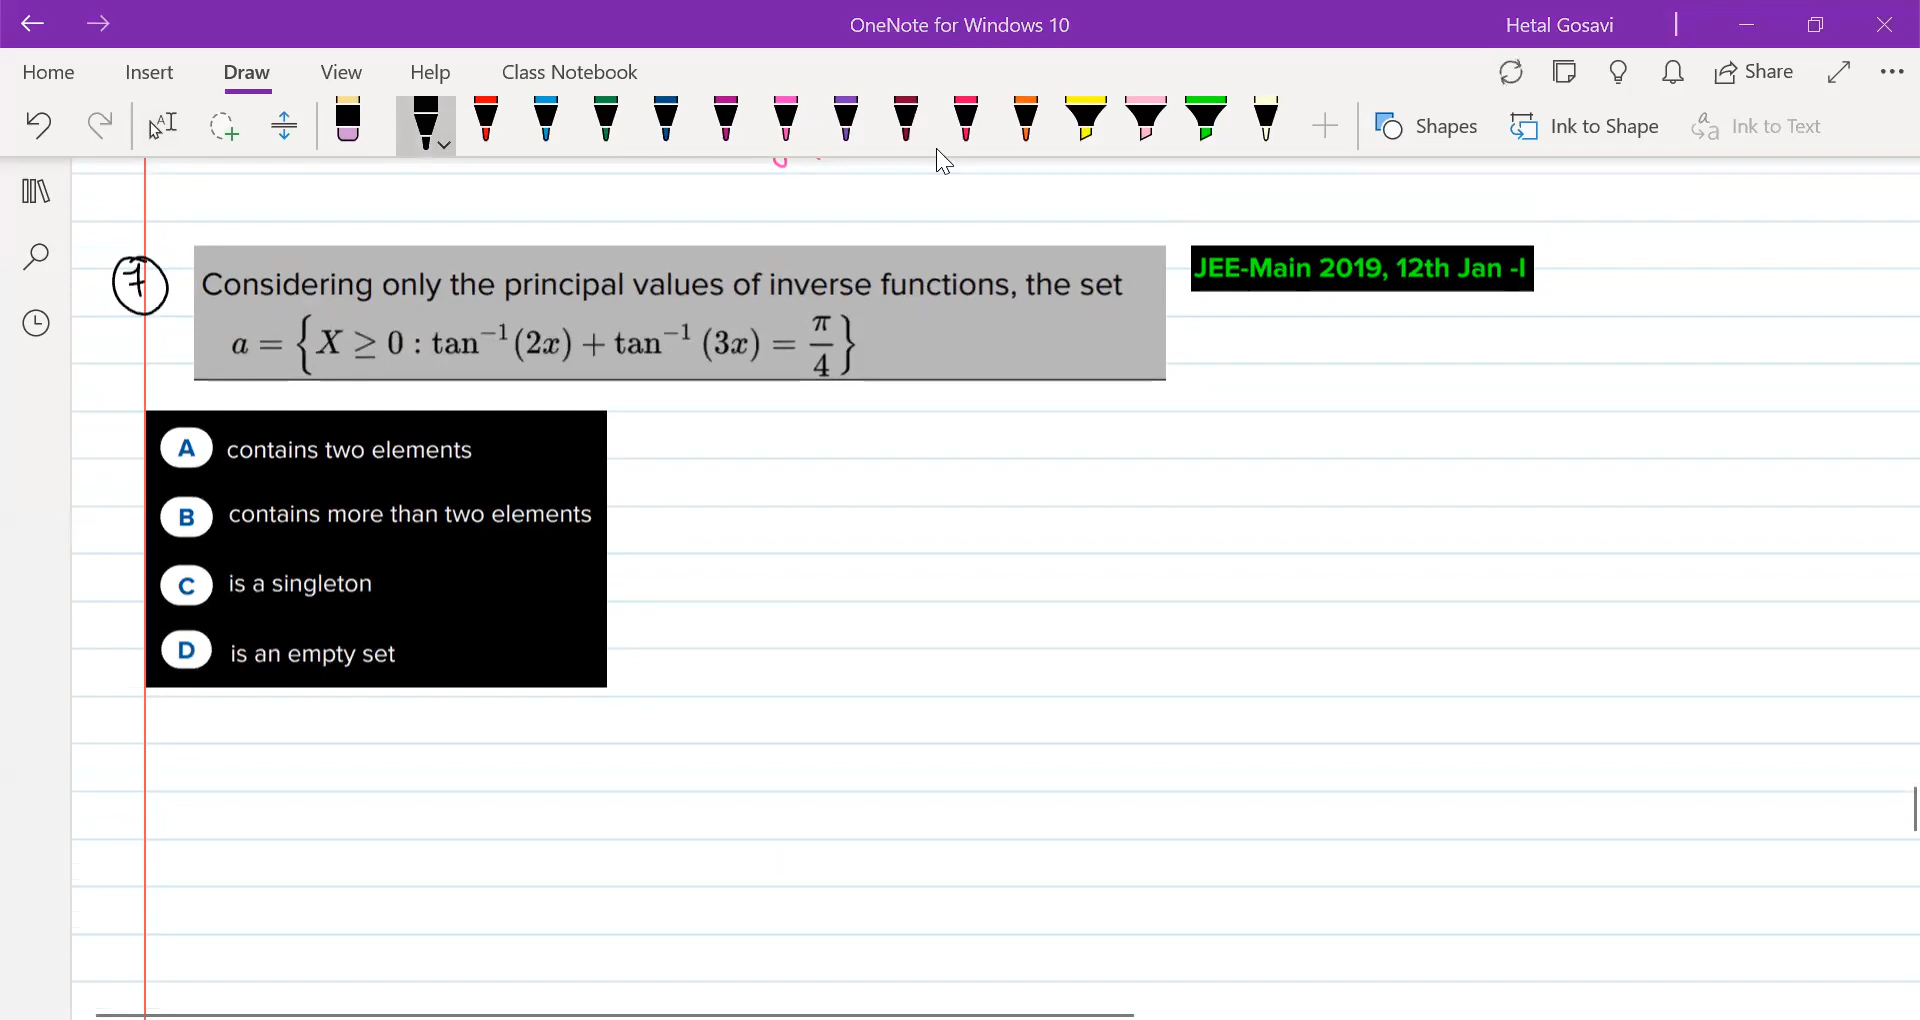 OneNote for Windows 10
Hetal Gosavi
Home Insert Draw View Help Class Notebook
Share
Shapes Ink to Shape Ink to Text
7
Considering only the principal values of inverse functions, the set
a = {X ≥ 0 : tan⁻¹(2x) + tan⁻¹ (3x) = π/4}
JEE-Main 2019, 12th Jan -I
A contains two elements
B contains more than two elements
C is a singleton
D is an empty set